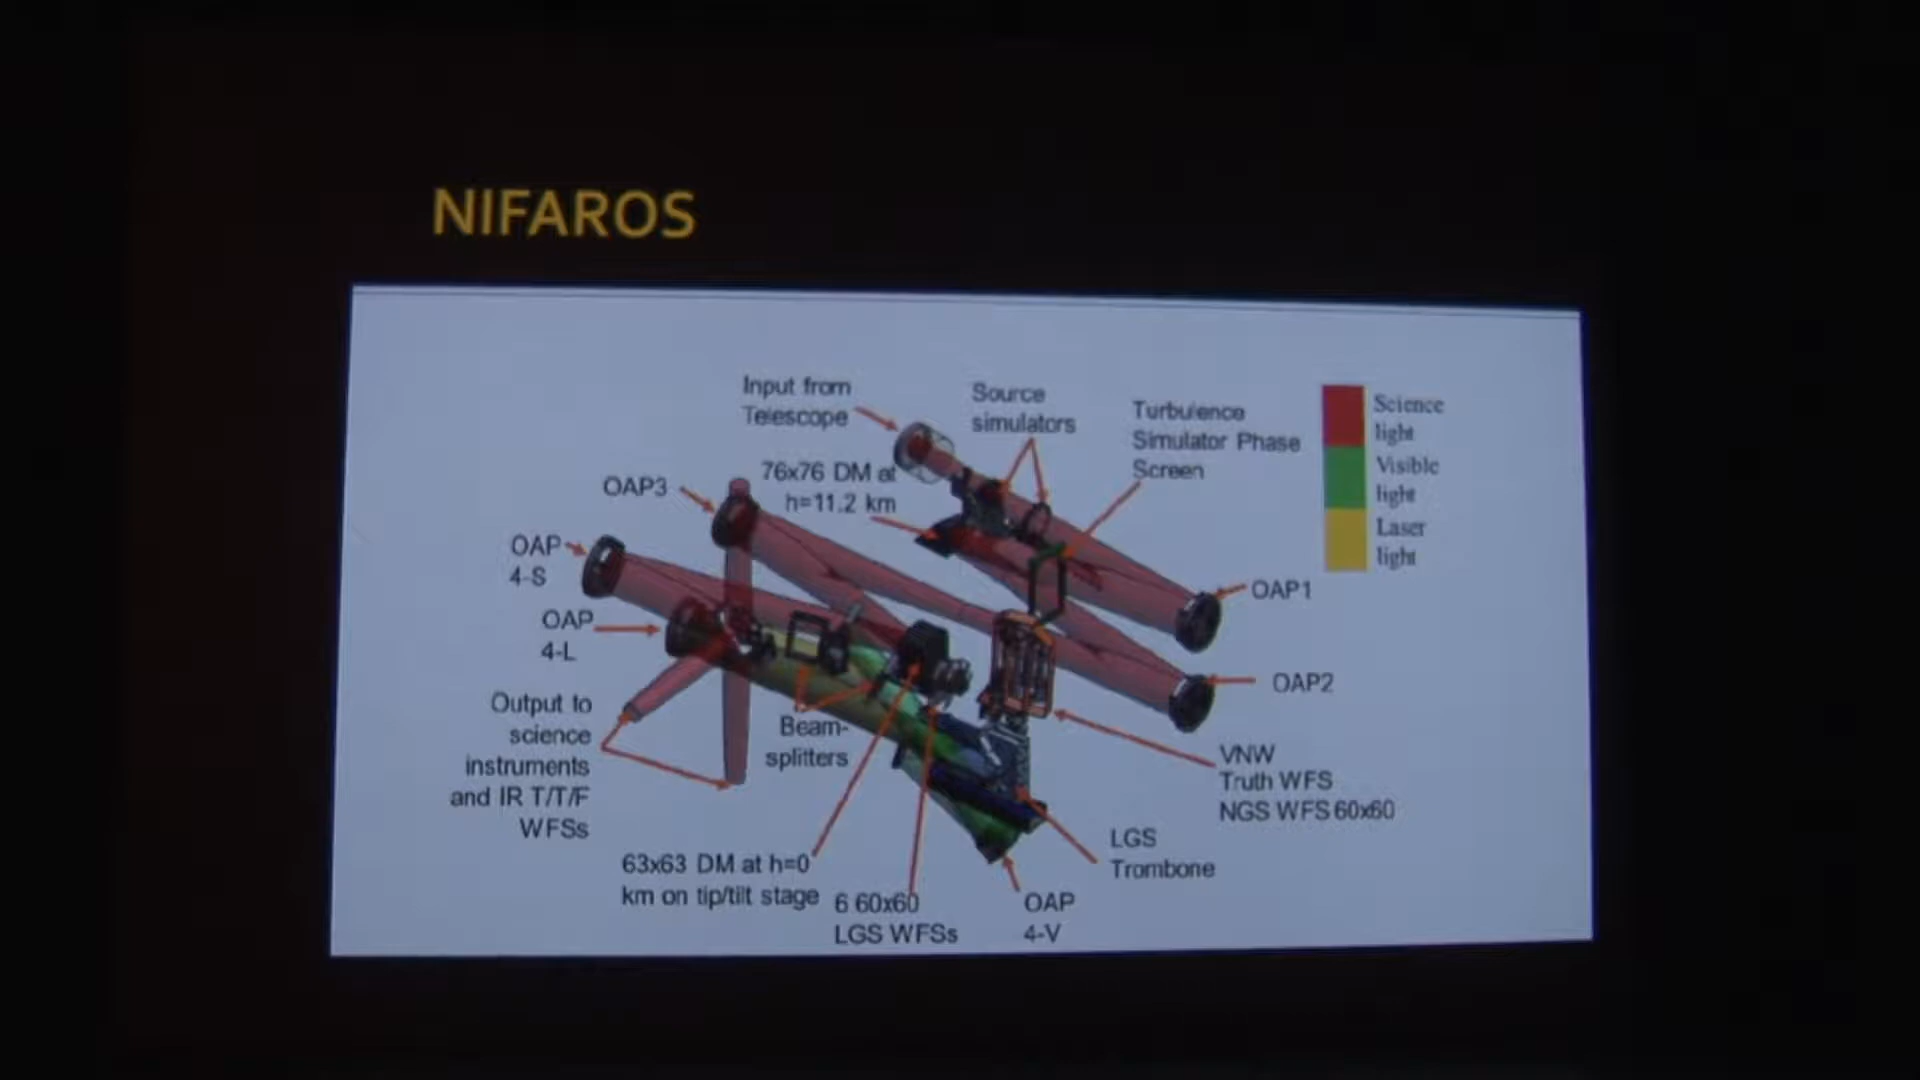 NIFAROS
Input from
Telescope
Source
simulators
Turbulence
Simulator Phase
Screen
Science
light
Visible
light
Laser
light
76x76 DM at
h=11.2 km
OAP3
OAP
4-S
OAP
4-L
OAP1
OAP2
Output to
science
instruments
and IR T/T/F
WFSs
Beam-
splitters
VNW
Truth WFS
NGS WFS 60x60
LGS
Trombone
63x63 DM at h=0
km on tip/tilt stage
6 60x60
LGS WFSs
OAP
4-V